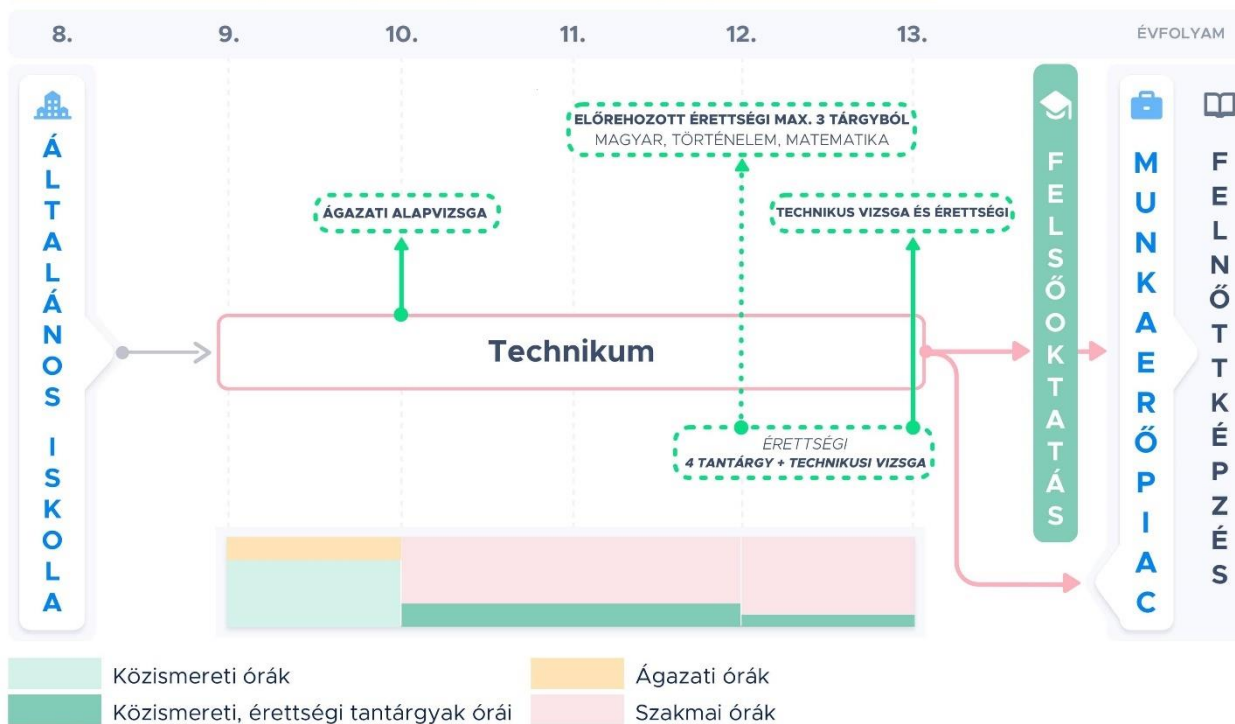 8. 9. 10. 11. 12. 13. ÉVFOLYAM
ÁLTALÁNOS ISKOLA
ELŐREHOZOTT ÉRETTSÉGI MAX. 3 TÁRGYBÓL
MAGYAR, TÖRTÉNELEM, MATEMATIKA
ÁGAZATI ALAPVIZSGA
TECHNIKUS VIZSGA ÉS ÉRETTSÉGI
Technikum
ÉRETTSÉGI
4 TANTÁRGY + TECHNIKUSI VIZSGA
FELSŐOKTATÁS
MUNKAERŐPIAC
FELNŐTTKÉPZÉS
Közismereti órák
Ágazati órák
Közismereti, érettségi tantárgyak órái
Szakmai órák